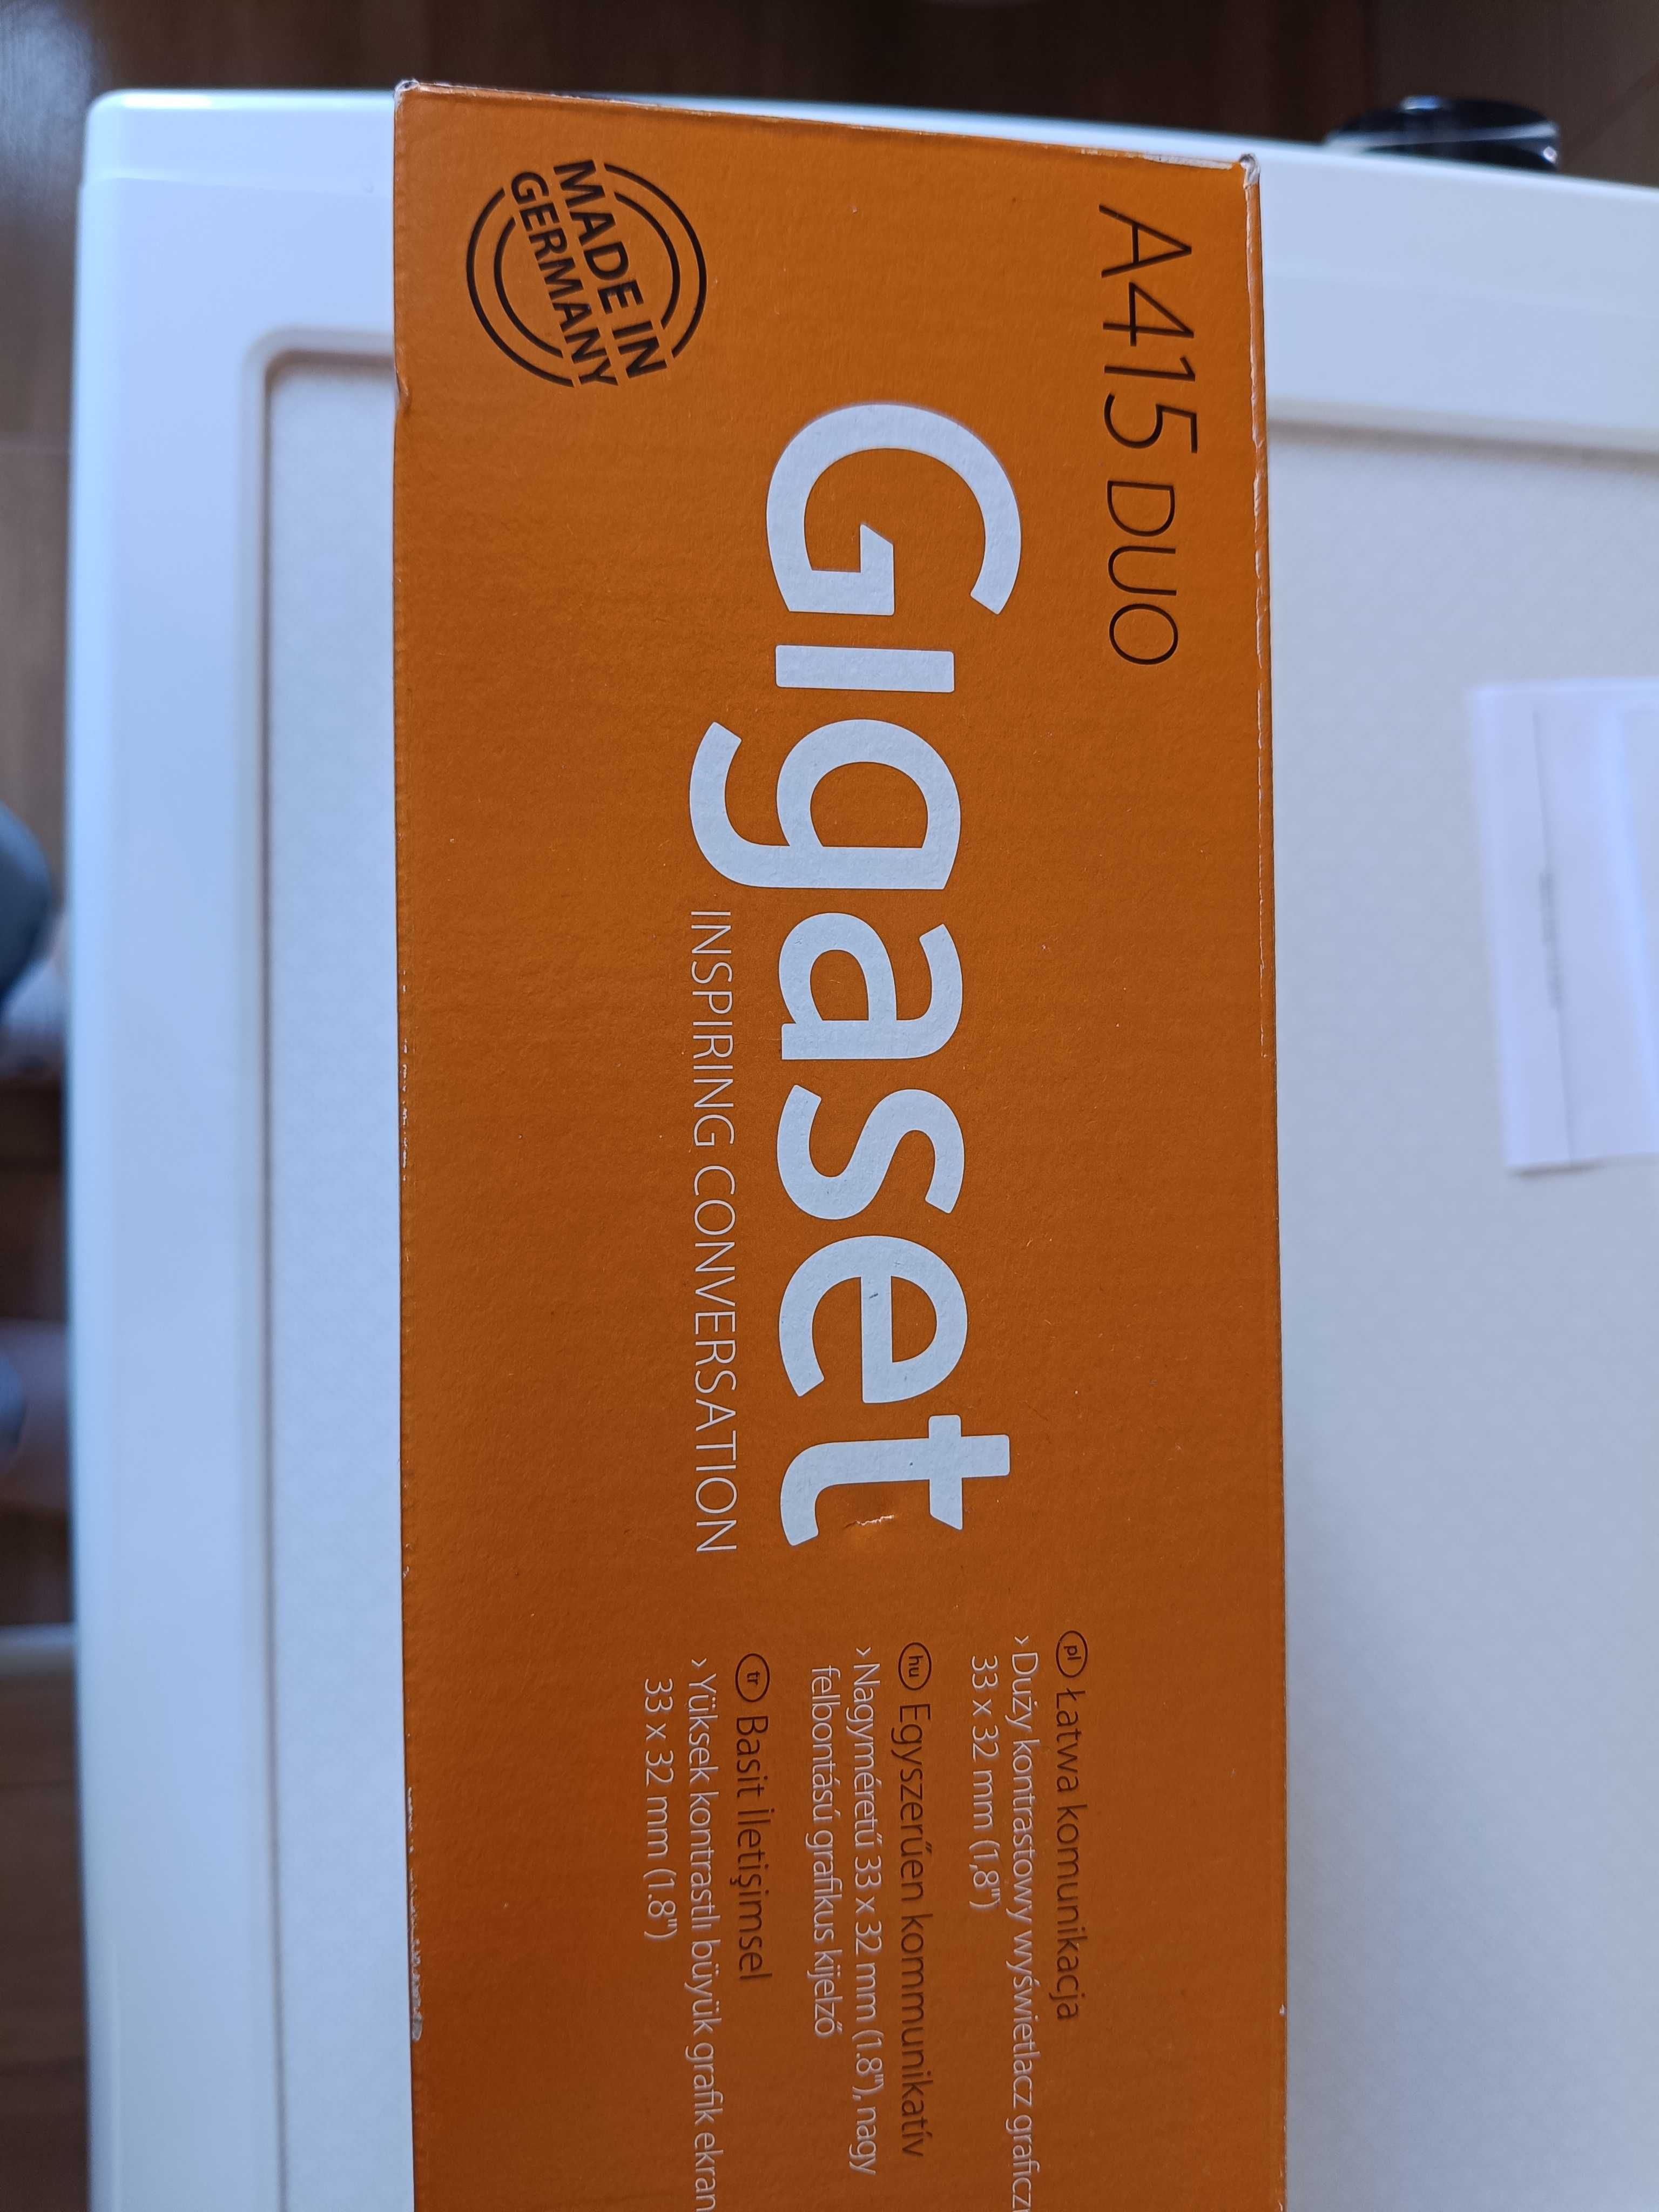 A415 DUO
Gigaset
INSPIRING CONVERSATION
MADE IN
GERMANY
pl Łatwa komunikacja
› Duży kontrastowy wyświetlacz
33 x 32 mm (1,8")
hu Egyszerűen kommunikatív
› Nagyméretű 33 x 32 mm (1.8"), nagy
felbontású grafikus kijelző
tr Basit İletişimsel
› Yüksek kontrastlı büyük grafik ekran
33 x 32 mm (1.8")